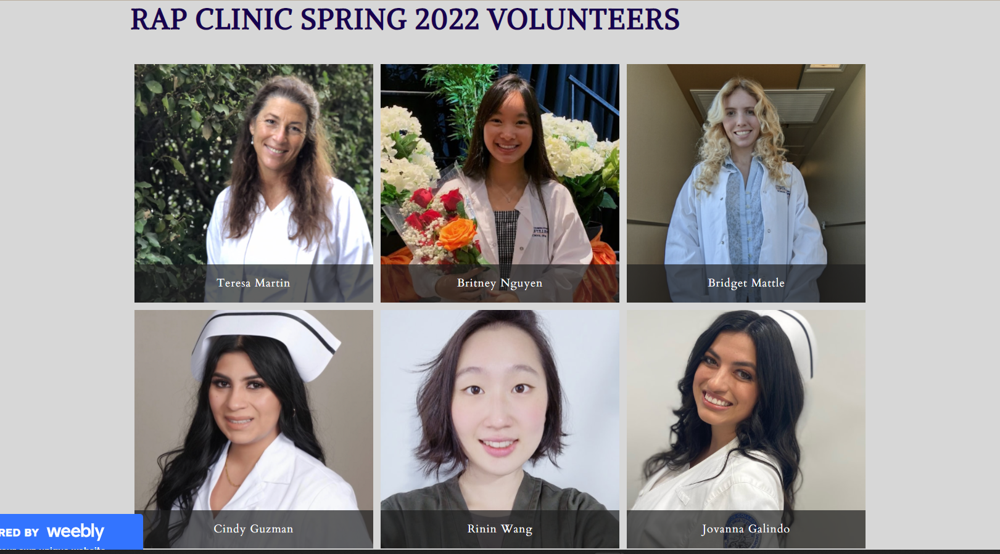 RAP CLINIC SPRING 2022 VOLUNTEERS
Teresa Martin
Britney Nguyen
Bridget Mattle
Cindy Guzman
Rinin Wang
Jovanna Galindo
RED BY weebly